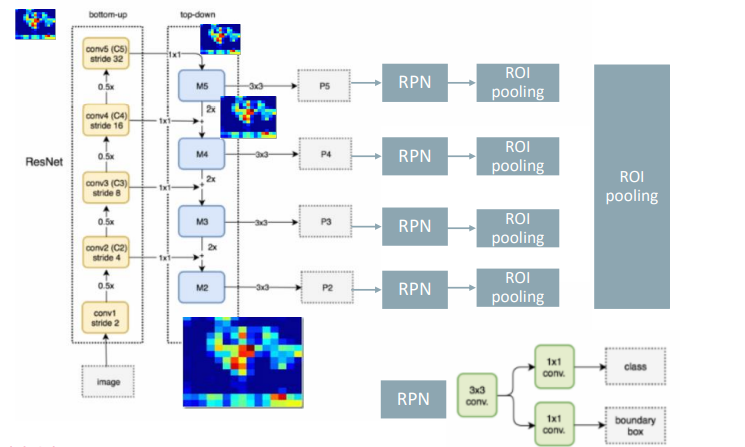 bottom-up
top-down
conv5 (C5)
stride 32
1x1
M5
3x3
P5
RPN
ROI
pooling
0.5x
2x
conv4 (C4)
stride 16
1x1
+
M4
3x3
P4
RPN
ROI
pooling
ResNet
0.5x
2x
conv3 (C3)
stride 8
1x1
+
M3
3x3
P3
RPN
ROI
pooling
0.5x
2x
conv2 (C2)
stride 4
1x1
+
M2
3x3
P2
RPN
ROI
pooling
0.5x
conv1
stride 2
image
ROI
pooling
RPN
3x3
conv.
1x1
conv.
class
1x1
conv.
boundary
box